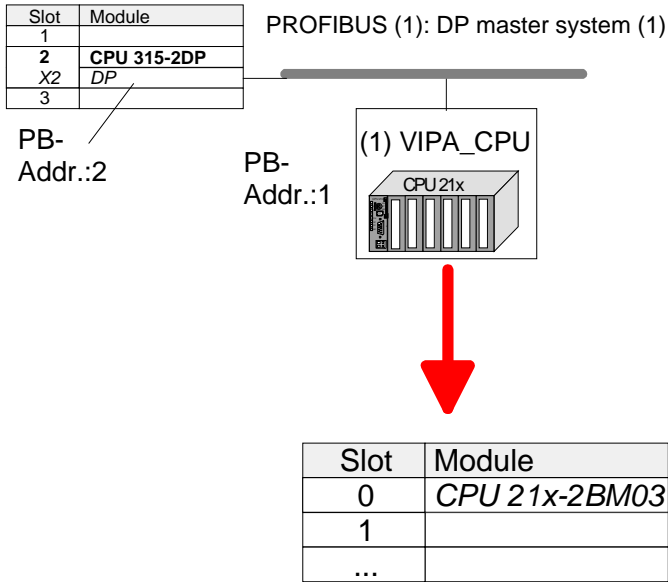 Slot Module
1
2 CPU 315-2DP
X2 DP
3
PROFIBUS (1): DP master system (1)
PB-
Addr.:2
PB-
Addr.:1
(1) VIPA_CPU
CPU 21x
Slot Module
0 CPU 21x-2BM03
1
...